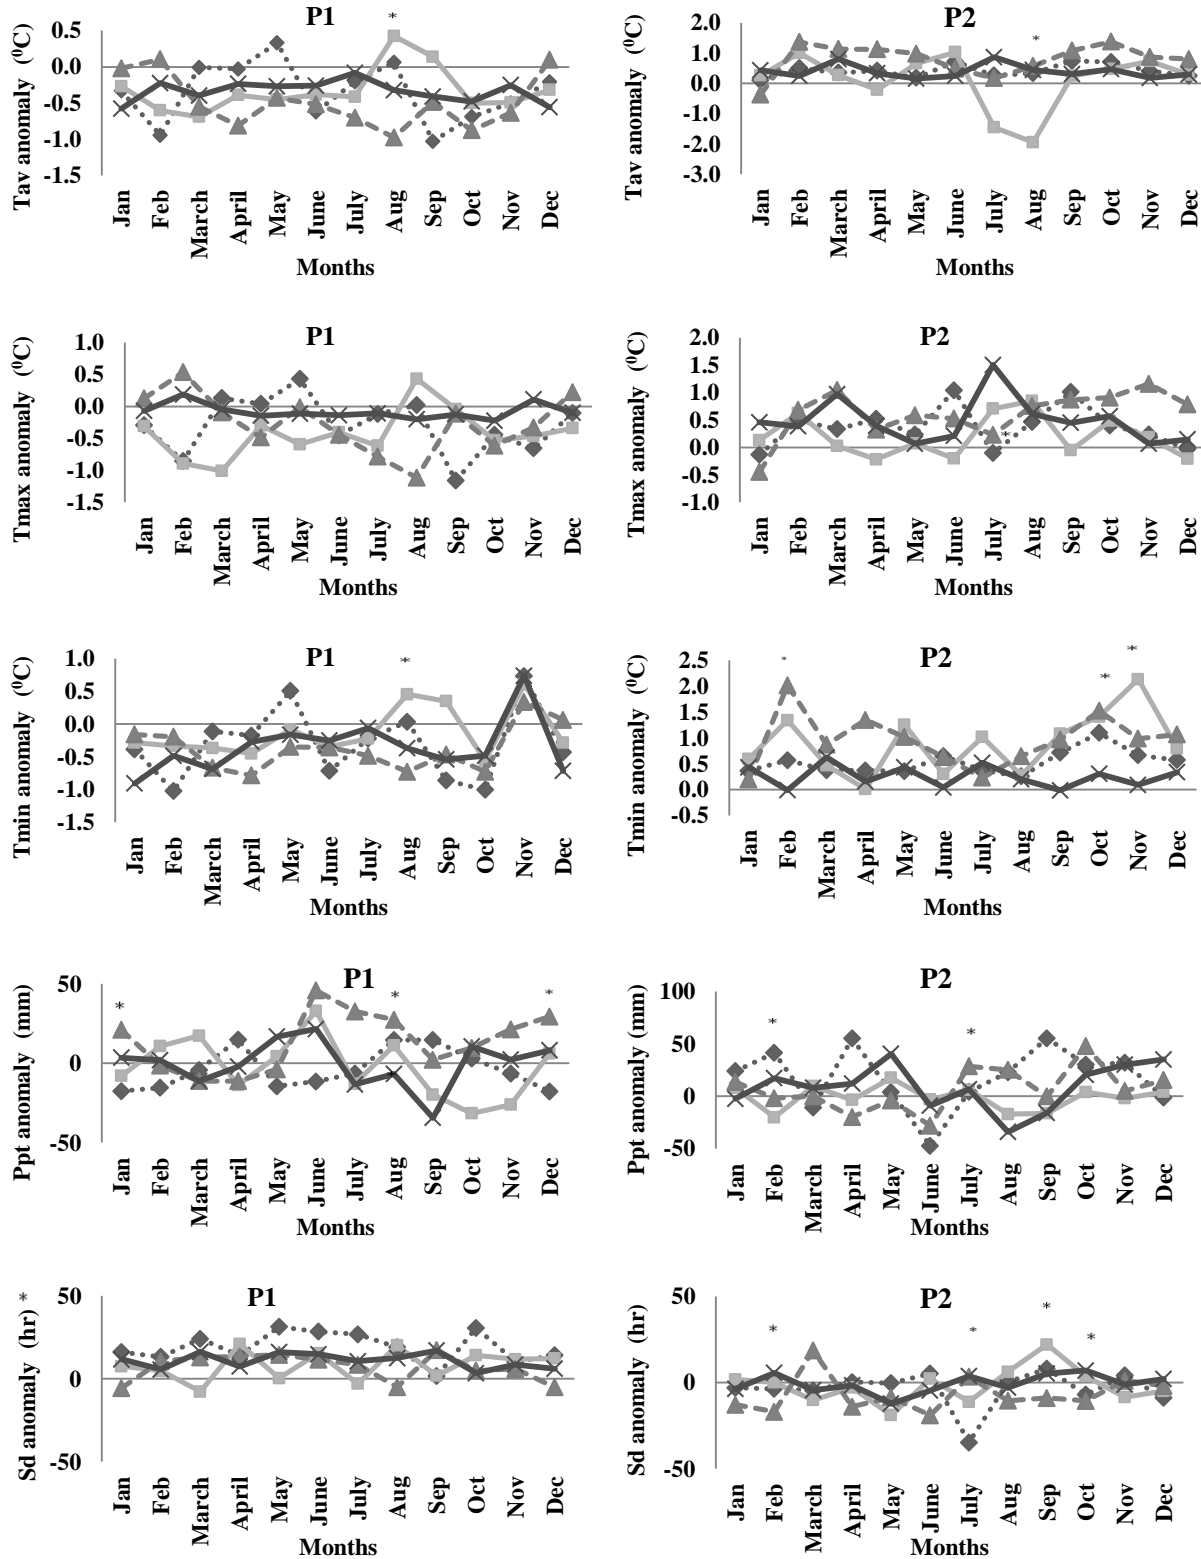 P1
*
Tav anomaly (⁰C)
0.5
0.0
-0.5
-1.0
-1.5
Jan Feb March April May June July Aug Sep Oct Nov Dec
Months
P2
*
Tav anomaly (⁰C)
2.0
1.0
0.0
-1.0
-2.0
-3.0
Jan Feb March April May June July Aug Sep Oct Nov Dec
Months
P1
Tmax anomaly (⁰C)
1.0
0.5
0.0
-0.5
-1.0
-1.5
Jan Feb March April May June July Aug Sep Oct Nov Dec
Months
P2
*
Tmax anomaly (⁰C)
2.0
1.5
1.0
0.5
0.0
-0.5
-1.0
Jan Feb March April May June July Aug Sep Oct Nov Dec
Months
P1
*
Tmin anomaly (⁰C)
1.0
0.5
0.0
-0.5
-1.0
-1.5
Jan Feb March April May June July Aug Sep Oct Nov Dec
Months
P2
* * *
Tmin anomaly (⁰C)
2.5
2.0
1.5
1.0
0.5
0.0
-0.5
Jan Feb March April May June July Aug Sep Oct Nov Dec
Months
P1
* * *
Ppt anomaly (mm)
50
0
-50
Jan Feb March April May June July Aug Sep Oct Nov Dec
Months
P2
* *
Ppt anomaly (mm)
100
50
0
-50
Jan Feb March April May June July Aug Sep Oct Nov Dec
Months
P1
Sd anomaly (hr) *
50
0
-50
Jan Feb March April May June July Aug Sep Oct Nov Dec
Months
P2
* * * *
Sd anomaly (hr)
50
0
-50
Jan Feb March April May June July Aug Sep Oct Nov Dec
Months